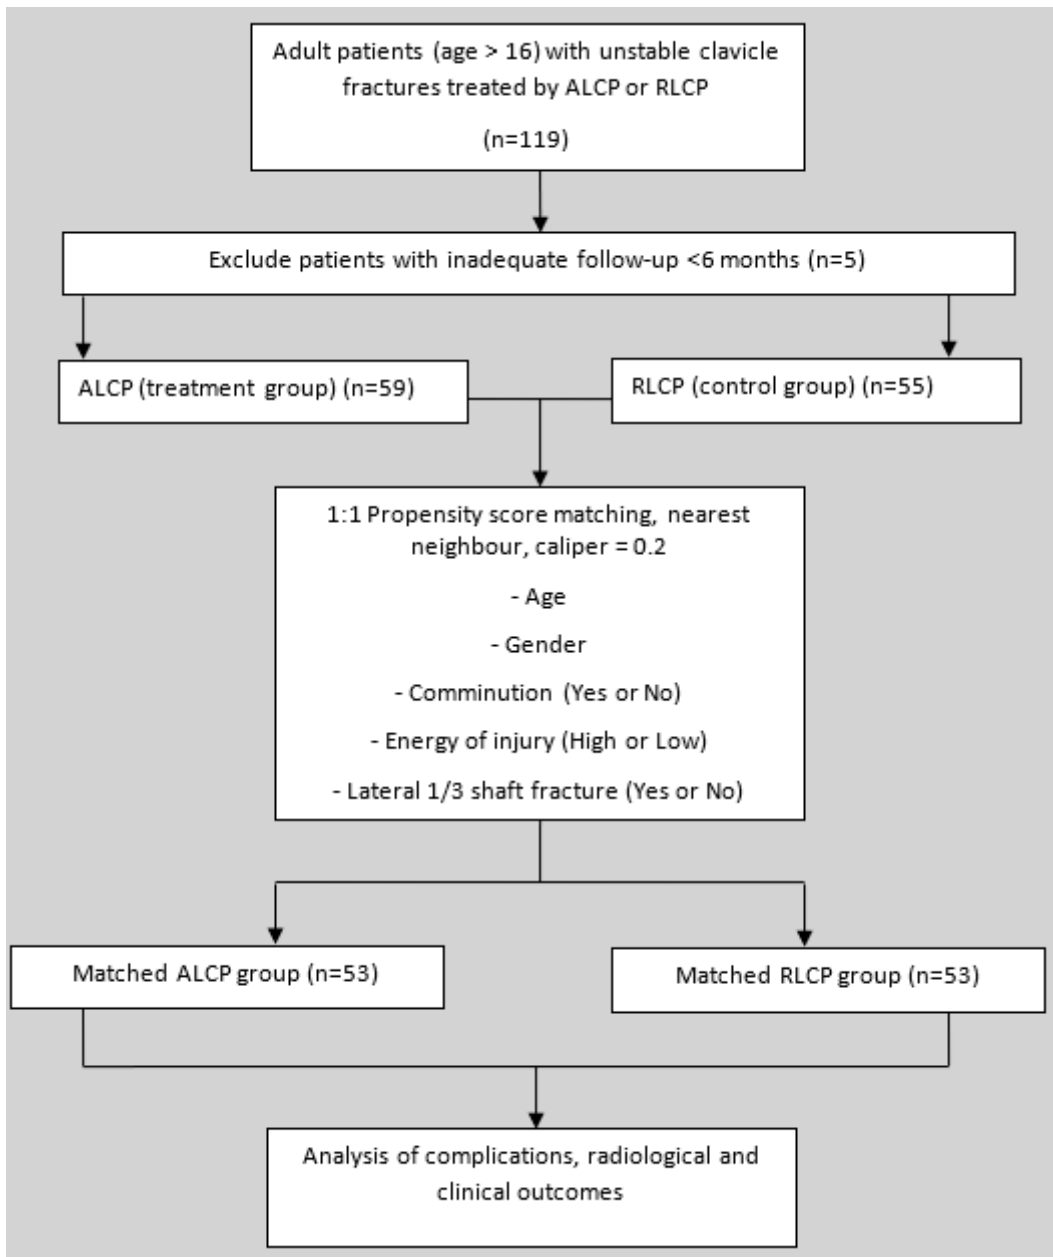 Adult patients (age > 16) with unstable clavicle
fractures treated by ALCP or RLCP
(n=119)
Exclude patients with inadequate follow-up <6 months (n=5)
ALCP (treatment group) (n=59)
RLCP (control group) (n=55)
1:1 Propensity score matching, nearest
neighbour, caliper = 0.2
- Age
- Gender
- Comminution (Yes or No)
- Energy of injury (High or Low)
- Lateral 1/3 shaft fracture (Yes or No)
Matched ALCP group (n=53)
Matched RLCP group (n=53)
Analysis of complications, radiological and
clinical outcomes